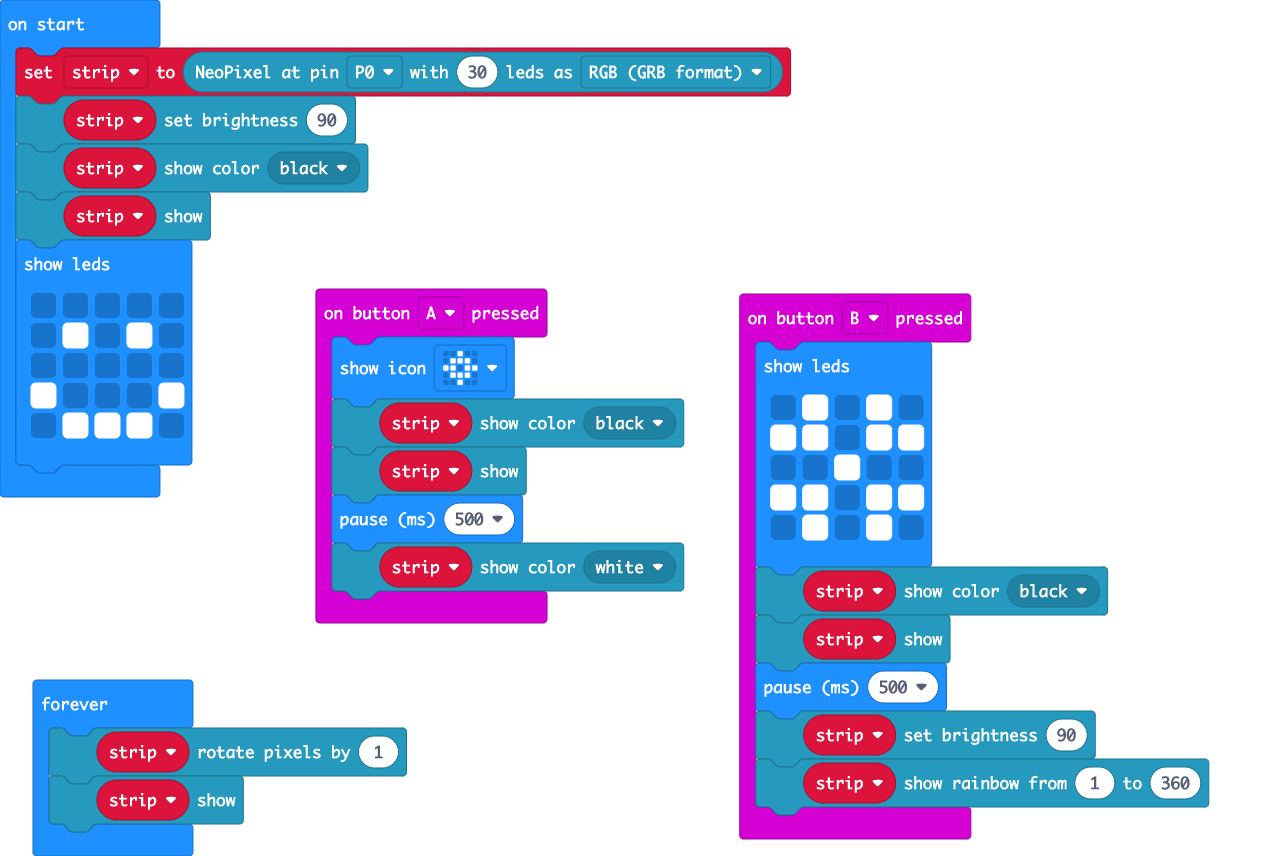 on start
set strip to NeoPixel at pin P0 with 30 leds as RGB (GRB format)
strip set brightness 90
strip show color black
strip show
show leds
on button A pressed
show icon
strip show color black
strip show
pause (ms) 500
strip show color white
on button B pressed
show leds
strip show color black
strip show
pause (ms) 500
strip set brightness 90
strip show rainbow from 1 to 360
forever
strip rotate pixels by 1
strip show